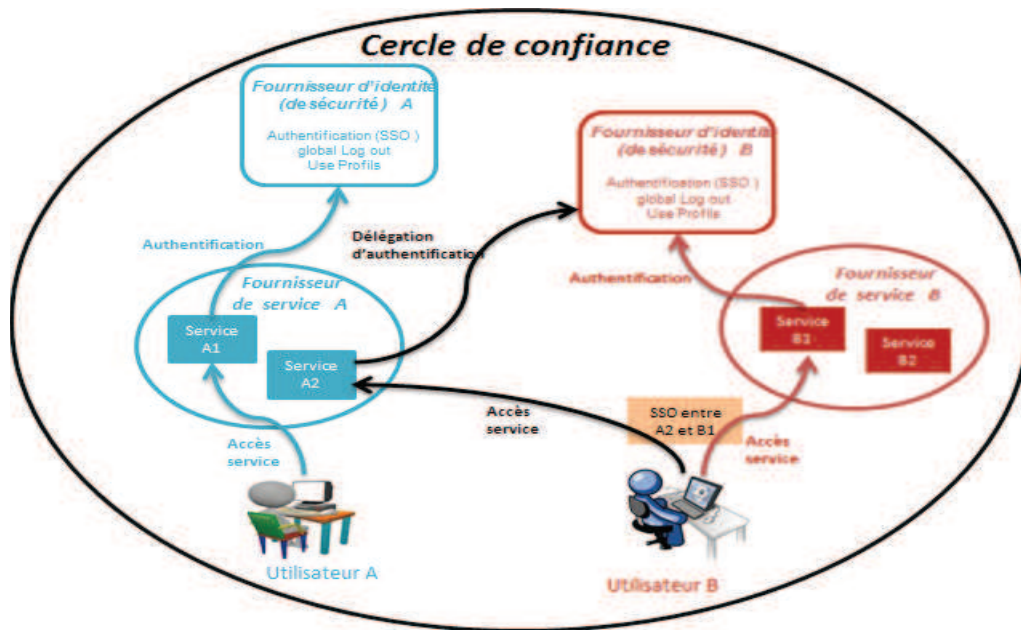 Cercle de confiance
Fournisseur d'identité
(de sécurité) A
Authentification (SSO )
global Log out
Use Profils
Fournisseur d'identit
(de sécurité) B
Authentification (SSO )
global Log out
Use Profils
Authentification
Délégation
d'authentification
Authentification
Fournisseur
de service A
Fournisseur
de service B
Service
A1
Service
A2
Service
B1
Service
B2
Accès
service
Accès
service
SSO entre
A2 et B1
Accès
service
Utilisateur A
Utilisateur B